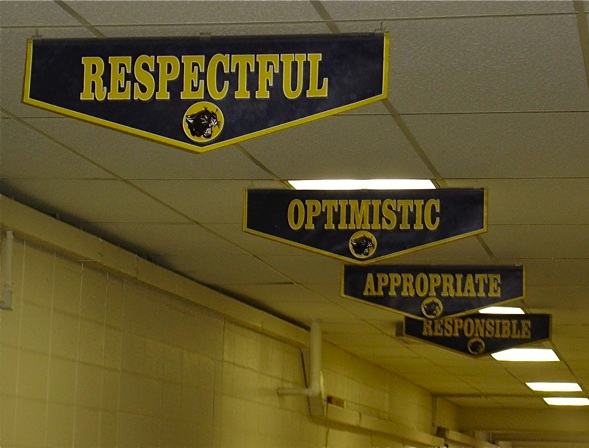 RESPECTFUL
OPTIMISTIC
APPROPRIATE
RESPONSIBLE